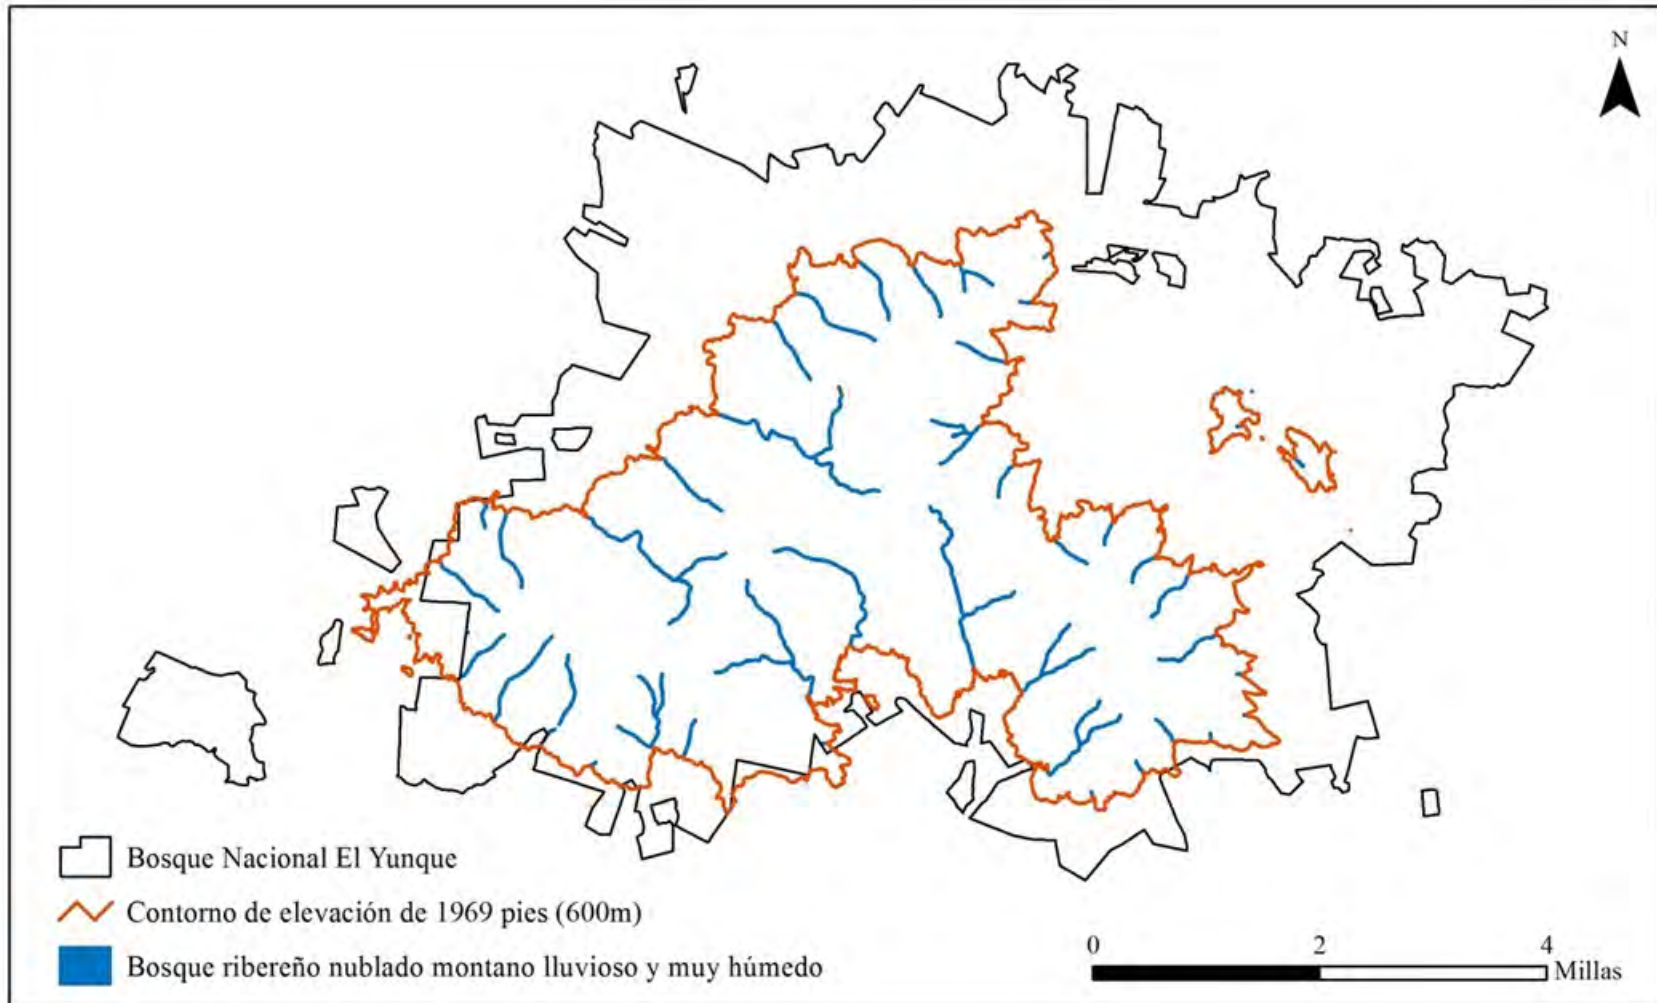 N
Bosque Nacional El Yunque
Contorno de elevación de 1969 pies (600m)
Bosque ribereño nublado montano lluvioso y muy húmedo
0 2 4
Millas